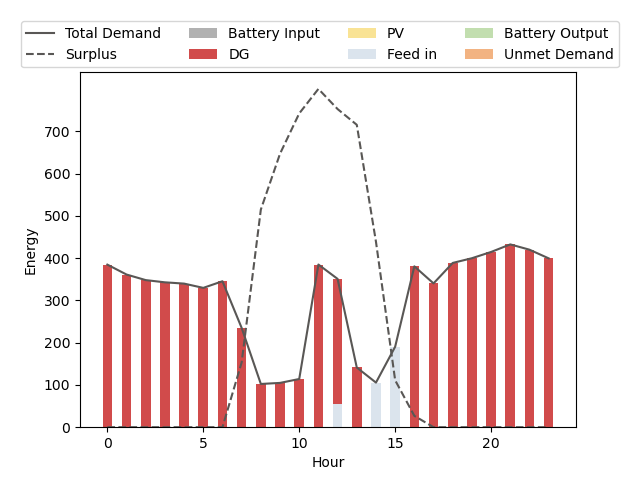 Total Demand Battery Input PV Battery Output
Surplus DG Feed in Unmet Demand
700
600
500
400
300
200
100
0
Energy
0 5 10 15 20
Hour